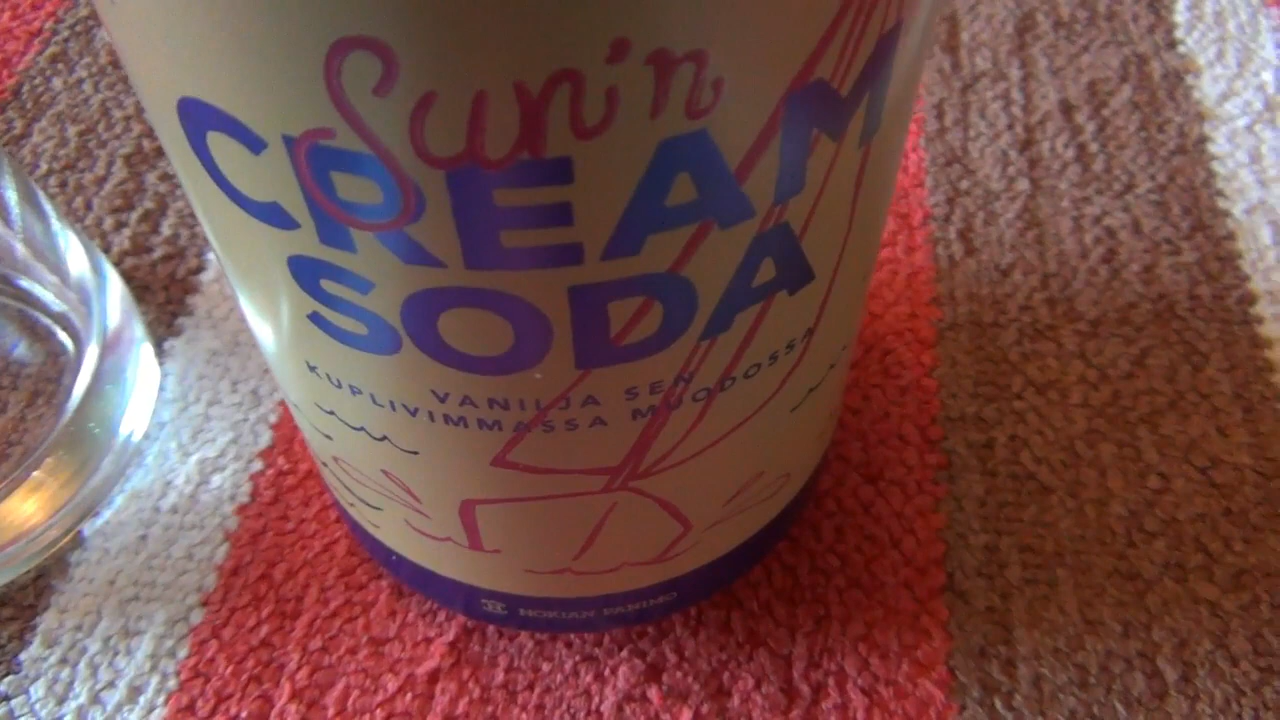 Sun'n
CREAM
SODA
VANILJA SEN
KUPLIVIMMASSA MUODOSSA
NOKIAN PANIMO